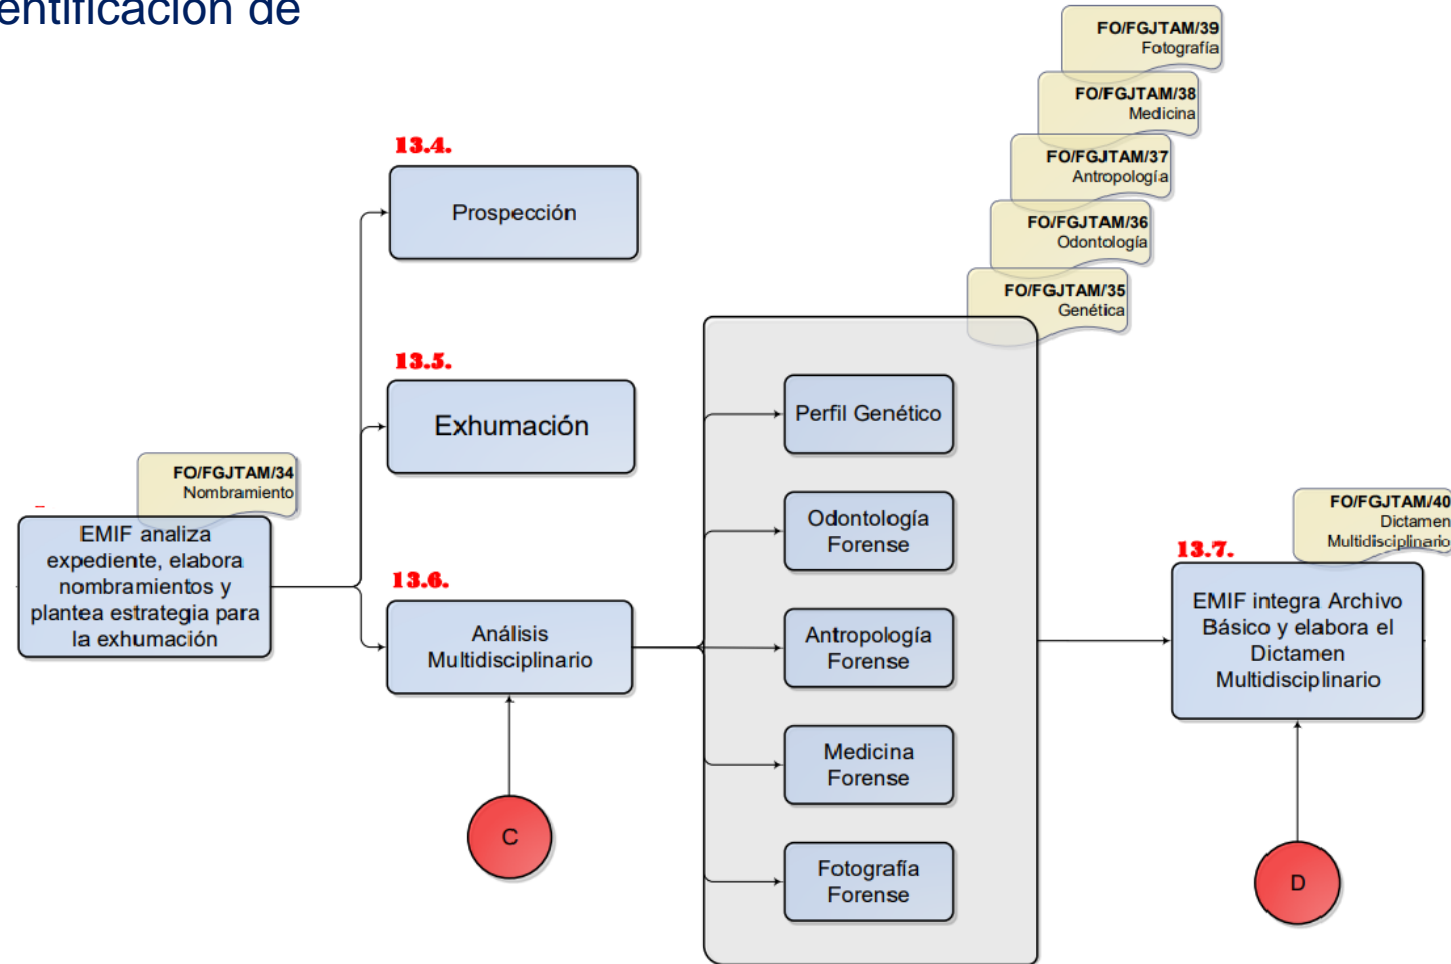 entificación de
FO/FGJTAM/39
Fotografía
FO/FGJTAM/38
Medicina
FO/FGJTAM/37
Antropología
FO/FGJTAM/36
Odontología
FO/FGJTAM/35
Genética
13.4.
Prospección
13.5.
Exhumación
FO/FGJTAM/34
Nombramiento
EMIF analiza
expediente, elabora
nombramientos y
plantea estrategia para
la exhumación
13.6.
Análisis
Multidisciplinario
C
Perfil Genético
Odontología
Forense
Antropología
Forense
Medicina
Forense
Fotografía
Forense
FO/FGJTAM/40
Dictamen
Multidisciplinario
13.7.
EMIF integra Archivo
Básico y elabora el
Dictamen
Multidisciplinario
D